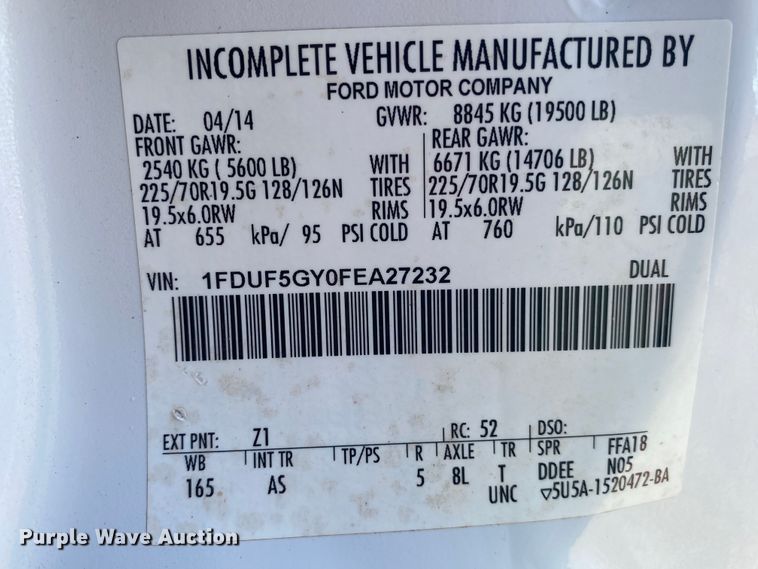 INCOMPLETE VEHICLE MANUFACTURED BY
FORD MOTOR COMPANY
DATE: 04/14 GVWR: 8845 KG (19500 LB)
FRONT GAWR: REAR GAWR:
2540 KG ( 5600 LB) WITH 6671 KG (14706 LB) WITH
225/70R19.5G 128/126N TIRES 225/70R19.5G 128/126N TIRES
19.5x6.0RW RIMS 19.5x6.0RW RIMS
AT 655 kPa/ 95 PSI COLD AT 760 kPa/110 PSI COLD
VIN: 1FDUF5GY0FEA27232 DUAL
EXT PNT: Z1 RC: 52 DSO:
WB INT TR TP/PS R AXLE TR SPR FFA18
165 AS 5 8L T DDEE N05
UNC ▽5U5A-1520472-BA
Purple Wave Auction